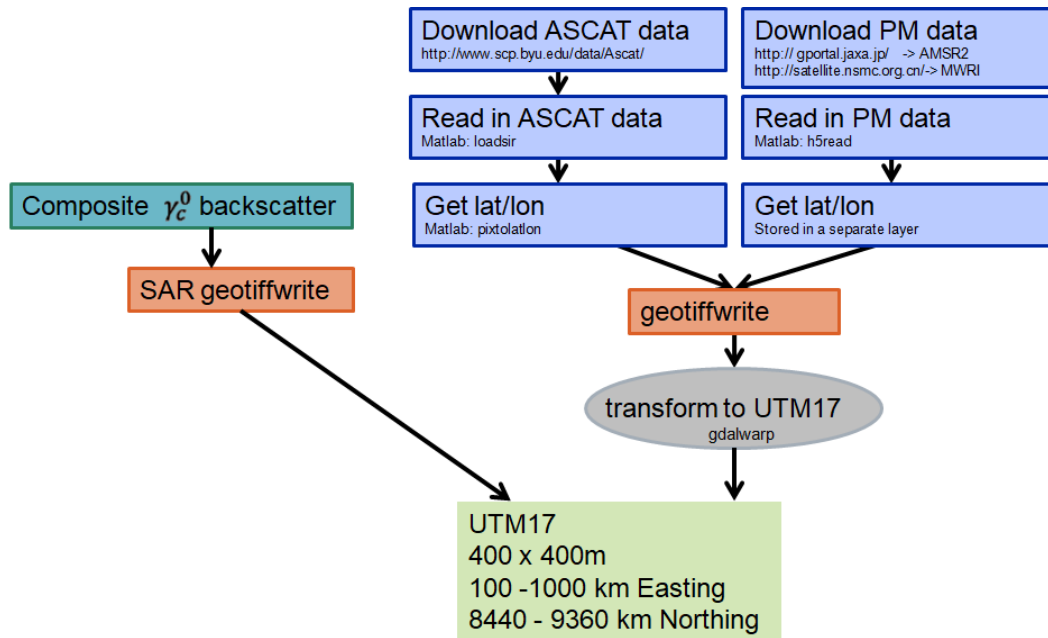 Download ASCAT data
http://www.scp.byu.edu/data/Ascat/
Download PM data
http:// gportal.jaxa.jp/ -> AMSR2
http://satellite.nsmc.org.cn/-> MWRI
Read in ASCAT data
Matlab: loadsir
Read in PM data
Matlab: h5read
Composite γc0 backscatter
Get lat/lon
Matlab: pixtolatlon
Get lat/lon
Stored in a separate layer
SAR geotiffwrite
geotiffwrite
transform to UTM17
gdalwarp
UTM17
400 x 400m
100 -1000 km Easting
8440 - 9360 km Northing